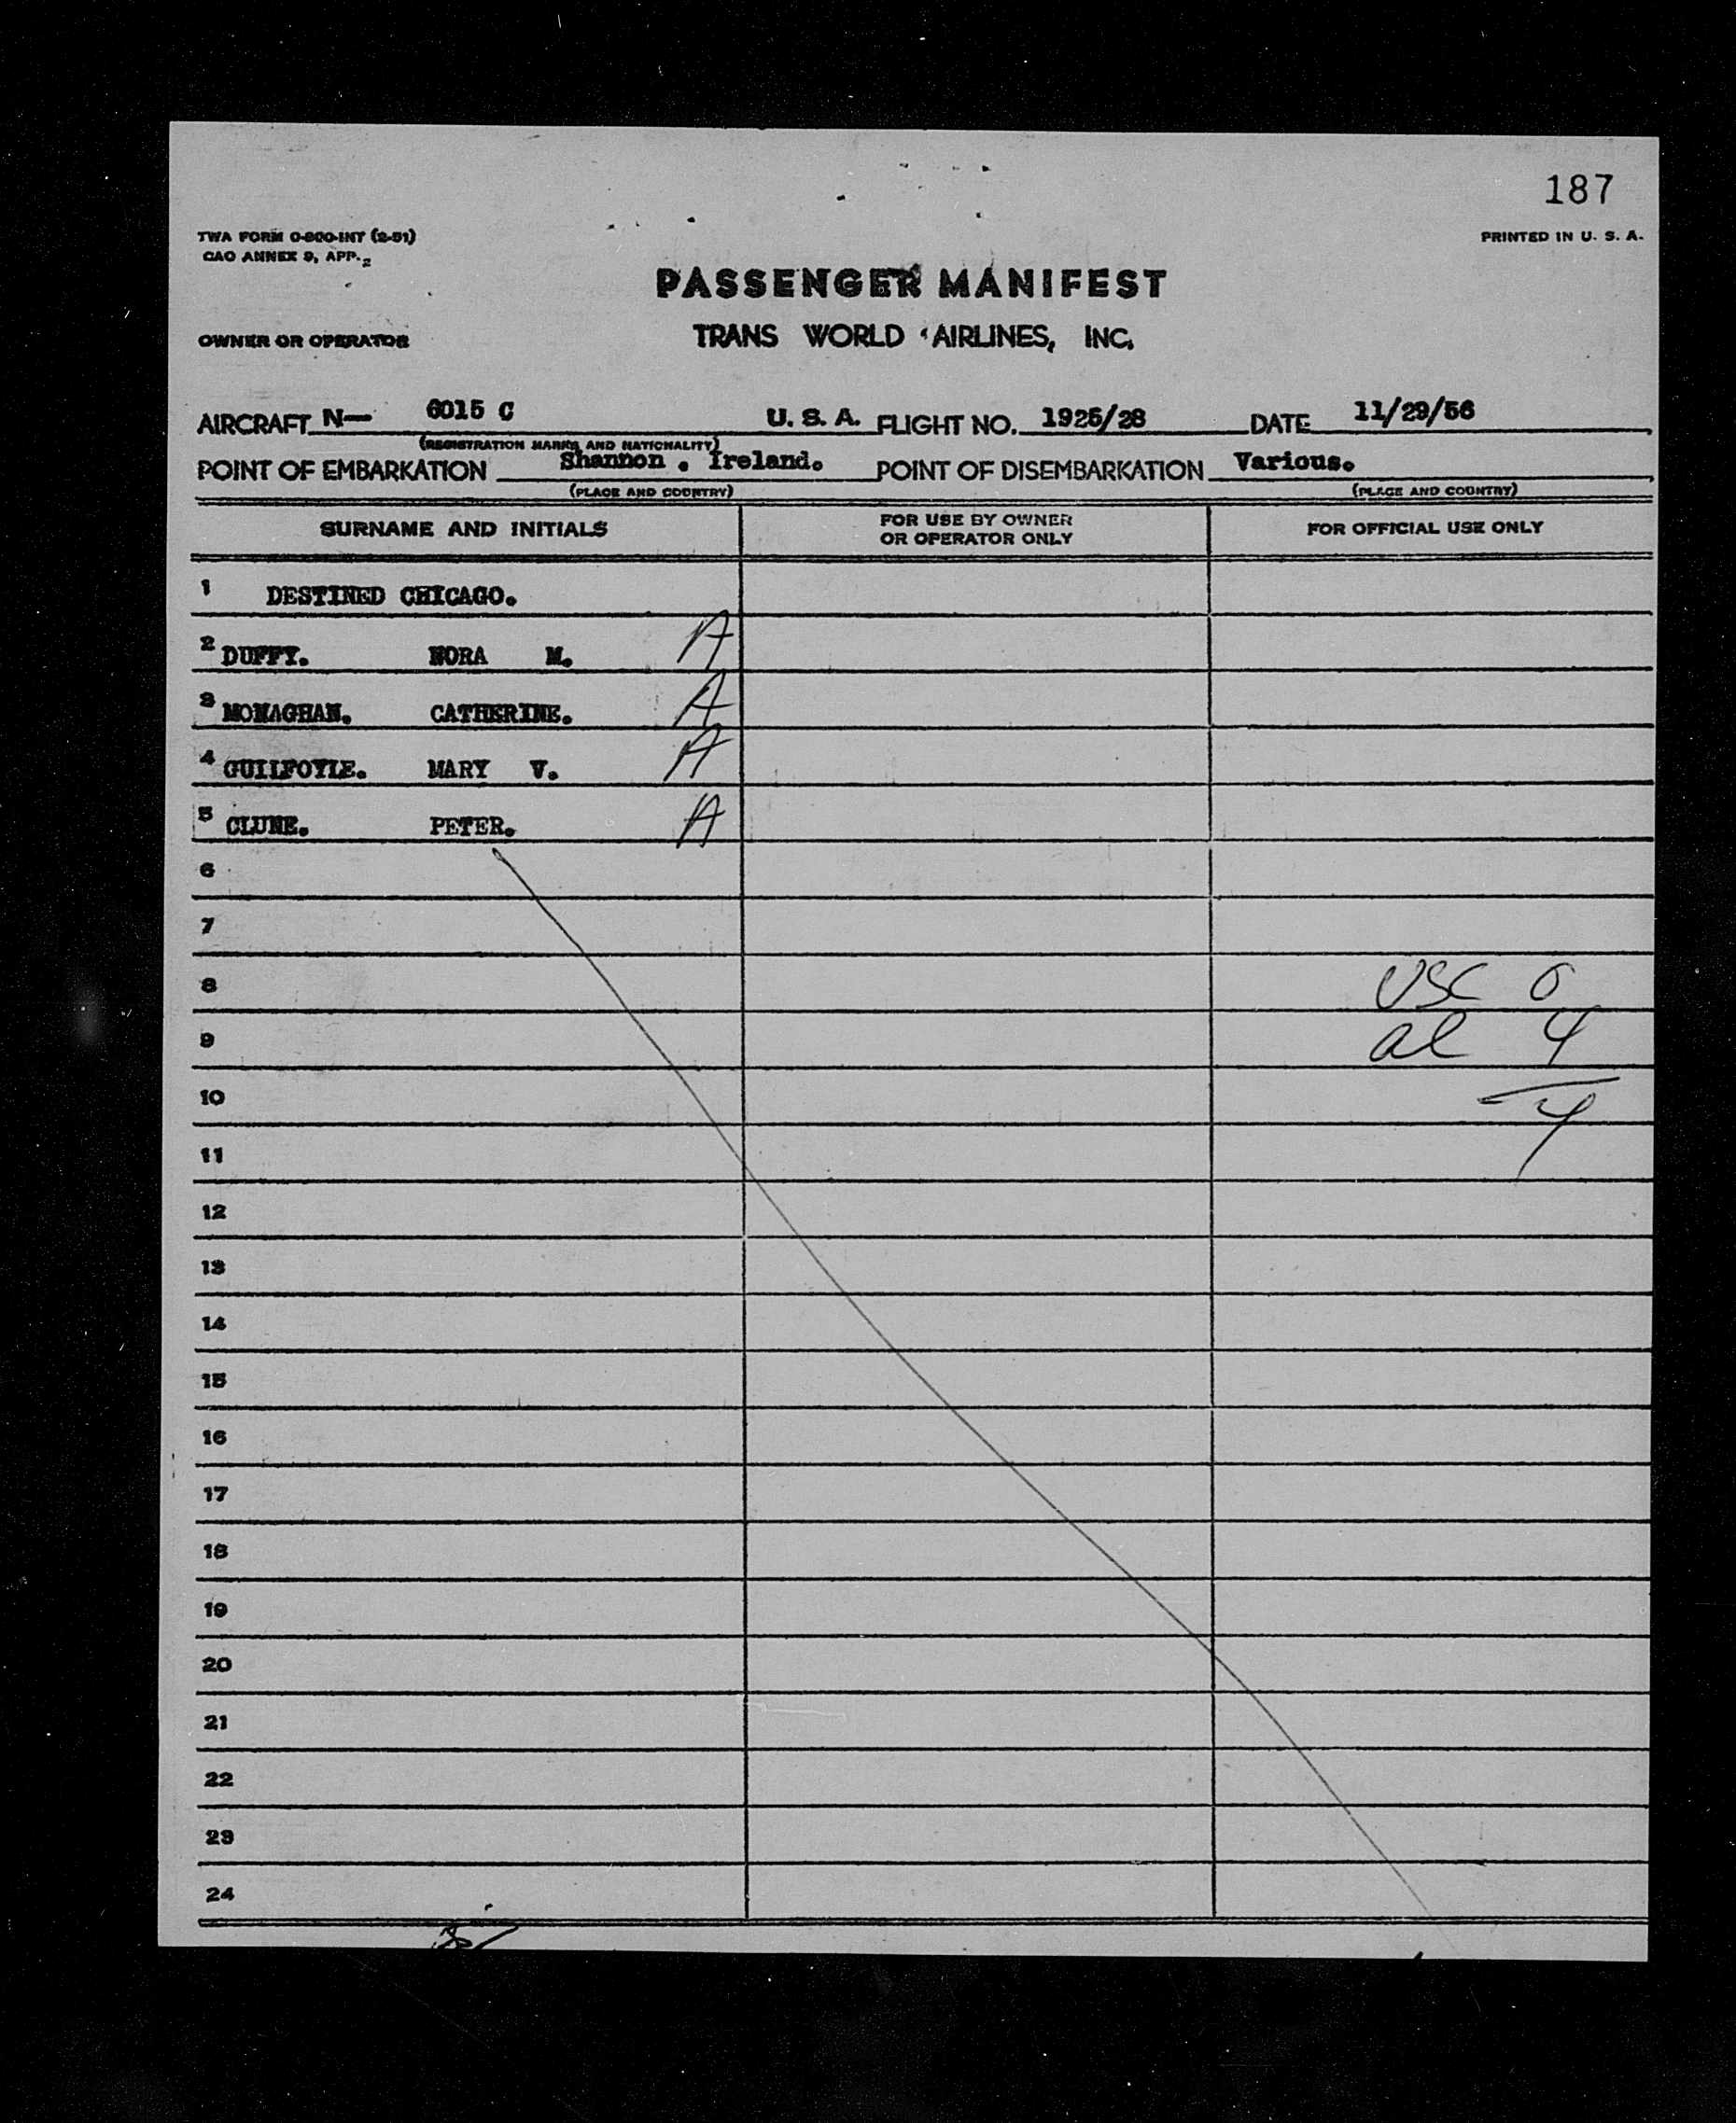 187
TWA FORM 0-800-INT (2-51)
CAO ANNEX 9, APP. 2
PRINTED IN U. S. A.
PASSENGER MANIFEST
OWNER OR OPERATOR TRANS WORLD AIRLINES, INC.
AIRCRAFT N— 6015 C U. S. A. FLIGHT NO. 1925/28 DATE 11/29/56
(REGISTRATION MARKS AND NATIONALITY)
POINT OF EMBARKATION Shannon . Ireland. POINT OF DISEMBARKATION Various.
(PLACE AND COUNTRY) (PLACE AND COUNTRY)
SURNAME AND INITIALS FOR USE BY OWNER OR OPERATOR ONLY FOR OFFICIAL USE ONLY
1 DESTINED CHICAGO.
2 DUFFY. NORA M. A
3 MONAGHAN. CATHERINE. A
4 GUILFOYLE. MARY V. A
5 CLUNE. PETER. A
6
7
8 USC 0
9 al 4
10 4
11
12
13
14
15
16
17
18
19
20
21
22
23
24